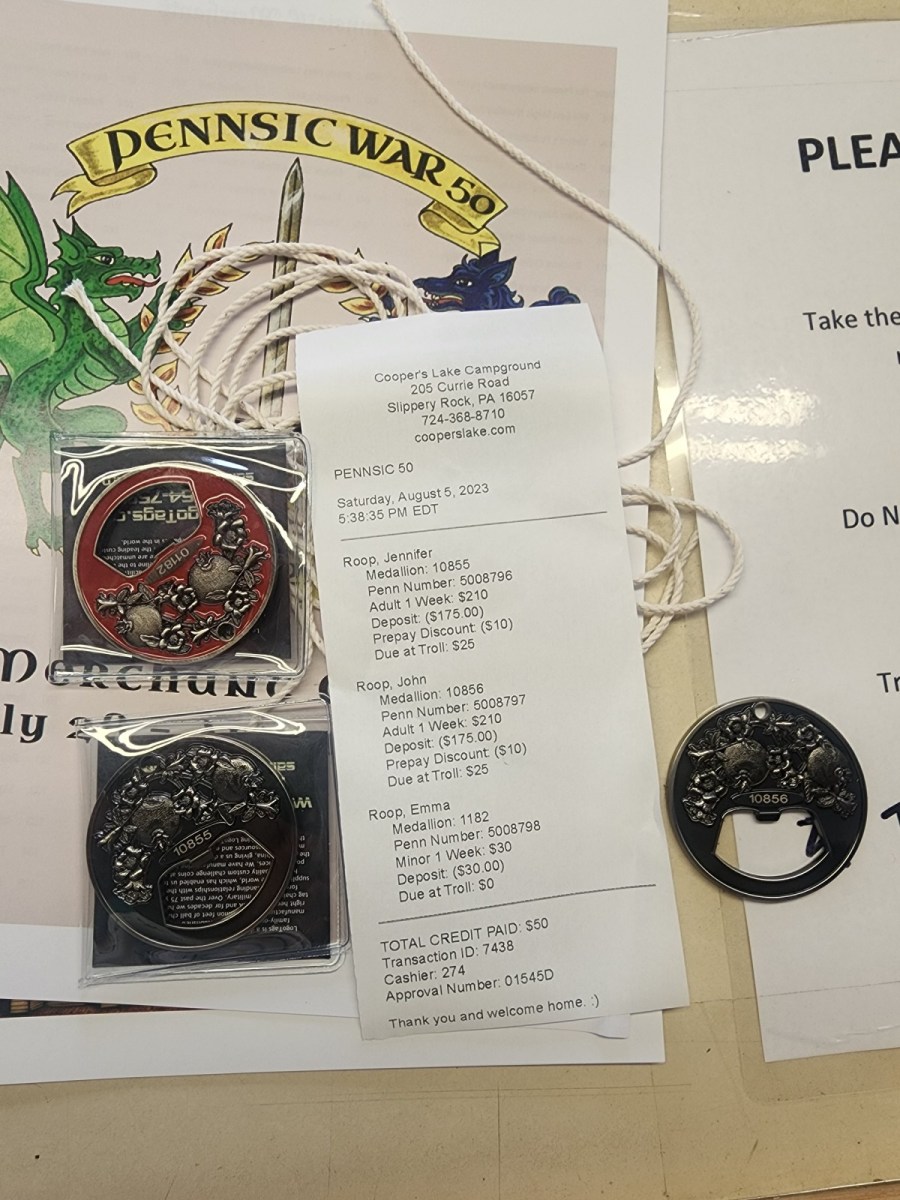 PENNSIC WAR 50
PLEA
Take the
Do N
Tr
Cooper's Lake Campground
205 Currie Road
Slippery Rock, PA 16057
724-368-8710
cooperslake.com
PENNSIC 50
Saturday, August 5, 2023
5:38:35 PM EDT
Roop, Jennifer
Medallion: 10855
Penn Number: 5008796
Adult 1 Week: $210
Deposit: ($175.00)
Prepay Discount: ($10)
Due at Troll: $25
Roop, John
Medallion: 10856
Penn Number: 5008797
Adult 1 Week: $210
Deposit: ($175.00)
Prepay Discount: ($10)
Due at Troll: $25
Roop, Emma
Medallion: 1182
Penn Number: 5008798
Minor 1 Week: $30
Deposit: ($30.00)
Due at Troll: $0
TOTAL CREDIT PAID: $50
Transaction ID: 7438
Cashier: 274
Approval Number: 01545D
Thank you and welcome home. :)
01182
10855
10856